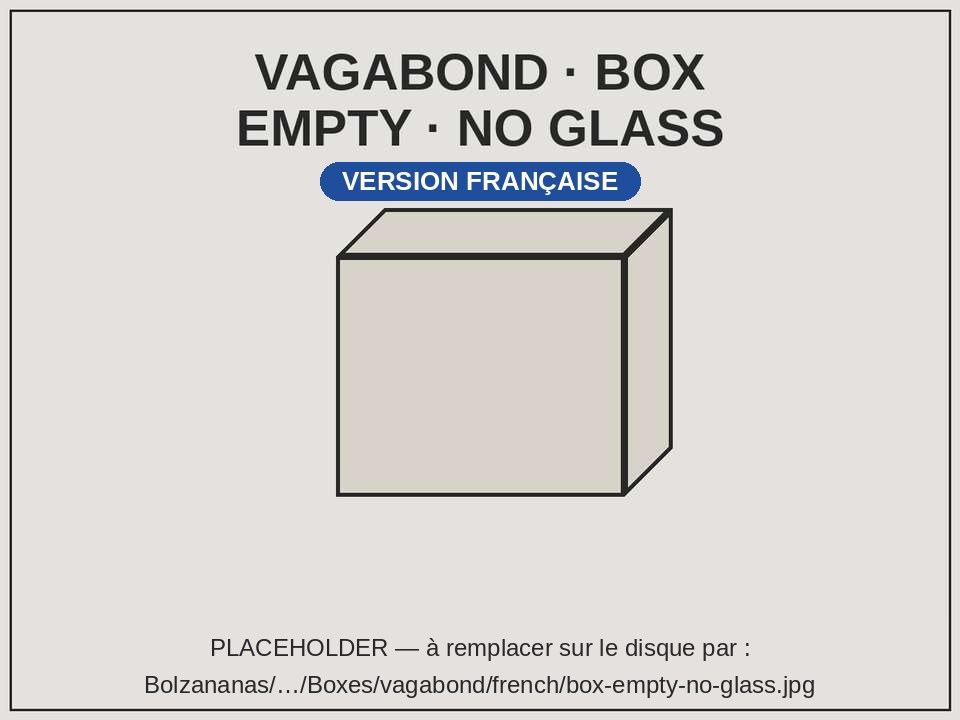 VAGABOND · BOX
EMPTY · NO GLASS
VERSION FRANÇAISE
PLACEHOLDER — à remplacer sur le disque par :
Bolzananas/…/Boxes/vagabond/french/box-empty-no-glass.jpg